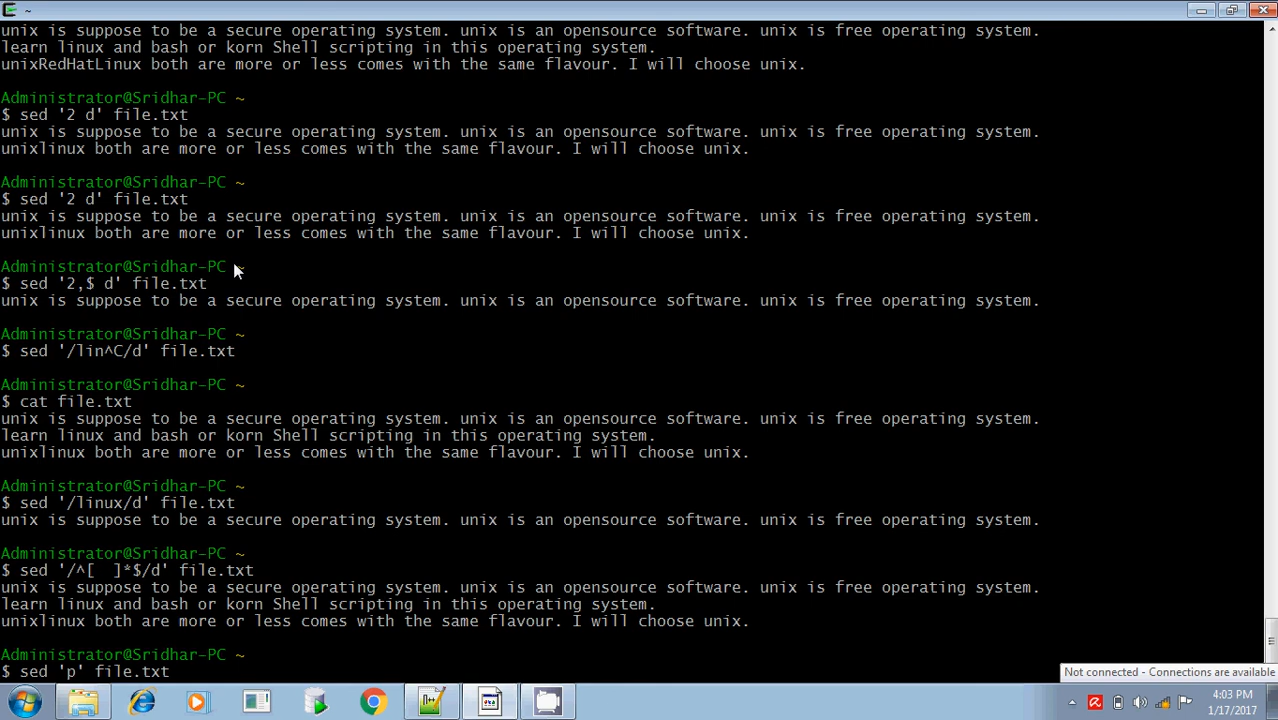 ~
unix is suppose to be a secure operating system. unix is an opensource software. unix is free operating system.
learn linux and bash or korn Shell scripting in this operating system.
unixRedHatLinux both are more or less comes with the same flavour. I will choose unix.
Administrator@Sridhar-PC ~
$ sed '2 d' file.txt
unix is suppose to be a secure operating system. unix is an opensource software. unix is free operating system.
unixlinux both are more or less comes with the same flavour. I will choose unix.
Administrator@Sridhar-PC ~
$ sed '2 d' file.txt
unix is suppose to be a secure operating system. unix is an opensource software. unix is free operating system.
unixlinux both are more or less comes with the same flavour. I will choose unix.
Administrator@Sridhar-PC ~
$ sed '2,$ d' file.txt
unix is suppose to be a secure operating system. unix is an opensource software. unix is free operating system.
Administrator@Sridhar-PC ~
$ sed '/lin^C/d' file.txt
Administrator@Sridhar-PC ~
$ cat file.txt
unix is suppose to be a secure operating system. unix is an opensource software. unix is free operating system.
learn linux and bash or korn Shell scripting in this operating system.
unixlinux both are more or less comes with the same flavour. I will choose unix.
Administrator@Sridhar-PC ~
$ sed '/linux/d' file.txt
unix is suppose to be a secure operating system. unix is an opensource software. unix is free operating system.
Administrator@Sridhar-PC ~
$ sed '/^[  ]*$/d' file.txt
unix is suppose to be a secure operating system. unix is an opensource software. unix is free operating system.
learn linux and bash or korn Shell scripting in this operating system.
unixlinux both are more or less comes with the same flavour. I will choose unix.
Administrator@Sridhar-PC ~
$ sed 'p' file.txt
Not connected - Connections are available
4:03 PM
1/17/2017